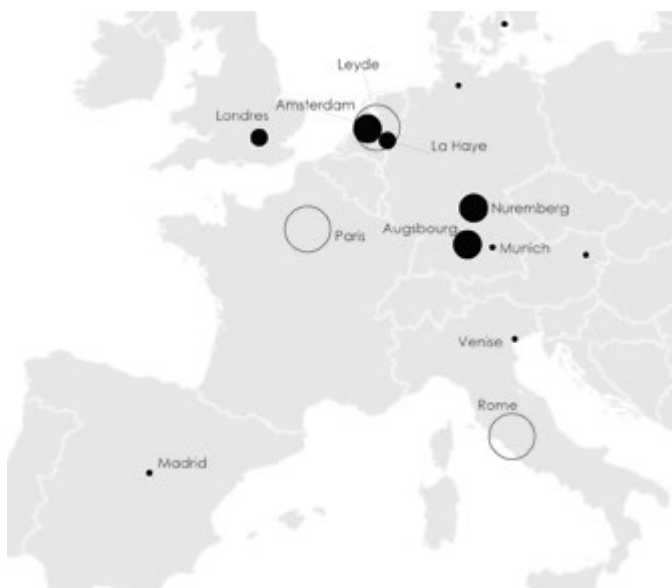 Leyde
Amsterdam
Londres
La Haye
Nuremberg
Augsbourg
Paris
Munich
Venise
Rome
Madrid